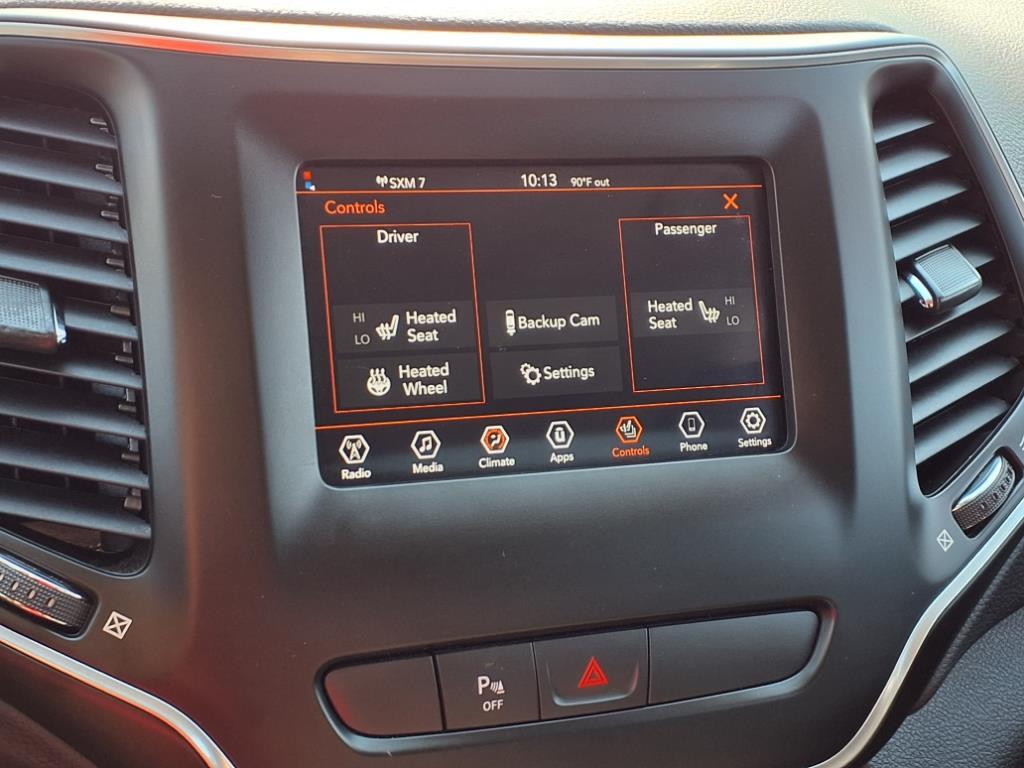 SXM 7 10:13 90°F out
Controls X
Driver
Passenger
HI
LO
Heated
Seat
Backup Cam
Heated
Seat
HI
LO
Heated
Wheel
Settings
Radio Media Climate Apps Controls Phone Settings
P
OFF